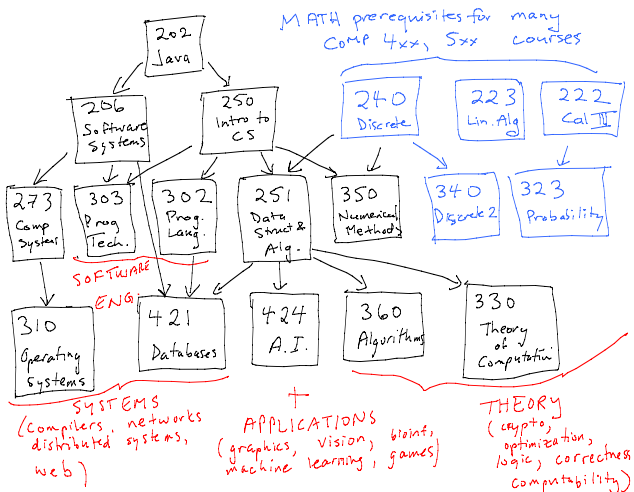 MATH prerequisites for many
COMP 4xx, 5xx courses
202
Java
206
Software
Systems
250
Intro to
CS
240
Discrete
223
Lin. Alg
222
Cal III
273
Comp
System
303
Prog
Tech.
302
Prog.
Lang.
251
Data
Struct &
Alg.
350
Numerical
Methods
340
Discrete 2
323
Probability
SOFTWARE
ENG.
310
Operating
Systems
421
Databases
424
A.I.
360
Algorithms
330
Theory
of
Computation
SYSTEMS
(compilers, networks
distributed systems,
web)
+
APPLICATIONS
(graphics, vision, bioinf,
machine learning, games)
THEORY
(crypto,
optimization,
logic, correctness
computability)